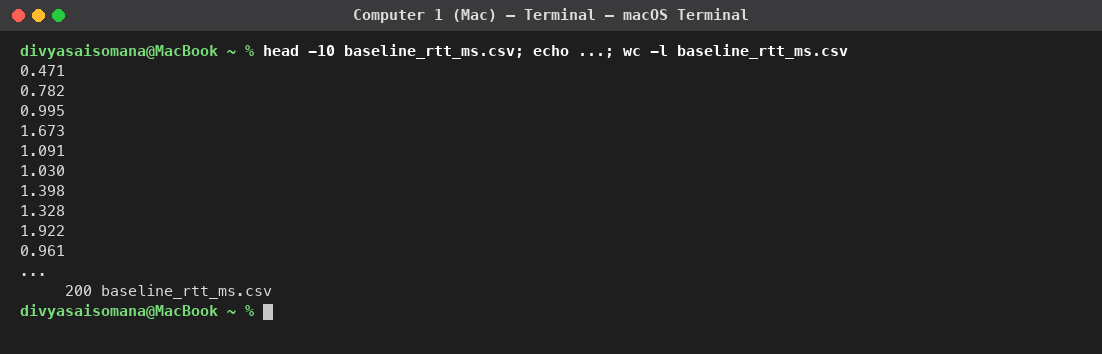 Computer 1 (Mac) — Terminal — macOS Terminal
divyasaisomana@MacBook ~ % head -10 baseline_rtt_ms.csv; echo ...; wc -l baseline_rtt_ms.csv
0.471
0.782
0.995
1.673
1.091
1.030
1.398
1.328
1.922
0.961
...
200 baseline_rtt_ms.csv
divyasaisomana@MacBook ~ %